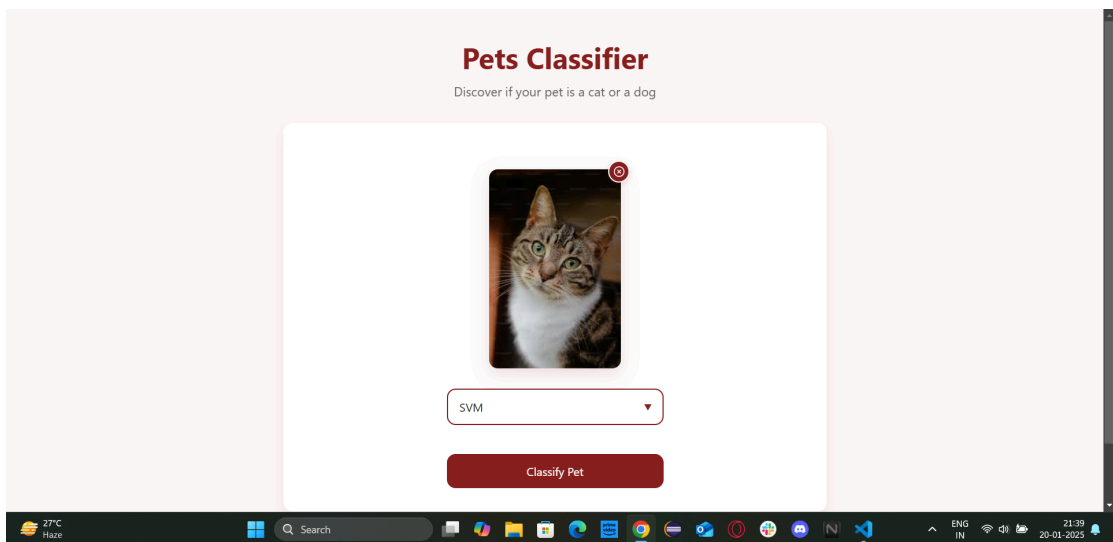 Pets Classifier
Discover if your pet is a cat or a dog
SVM
Classify Pet
27°C
Haze
Search
ENG
IN
21:39
20-01-2025